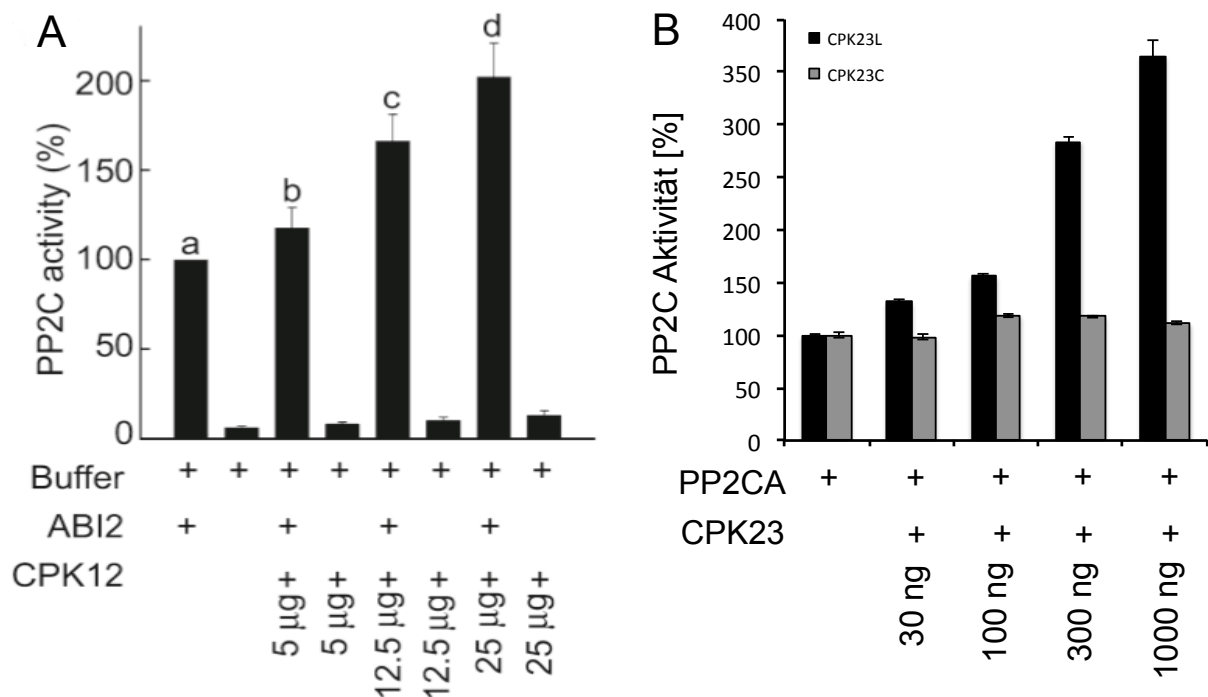 A
PP2C activity (%)
200
150
100
50
0
a
b
c
d
Buffer + + + + + + + +
ABI2 + + + +
CPK12 5 µg+ 5 µg+ 12.5 µg+ 12.5 µg+ 25 µg+ 25 µg+
B
PP2C Aktivität [%]
400
350
300
250
200
150
100
50
0
CPK23L
CPK23C
PP2CA + + + + +
CPK23 + + + +
30 ng 100 ng 300 ng 1000 ng